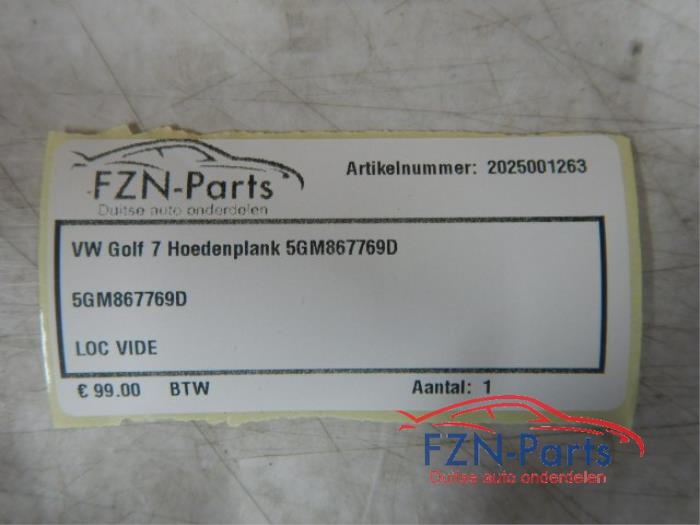 FZN-Parts
Duitse auto onderdelen
Artikelnummer: 2025001263
VW Golf 7 Hoedenplank 5GM867769D
5GM867769D
LOC VIDE
€ 99.00 BTW Aantal: 1
FZN-Parts
Duitse auto onderdelen